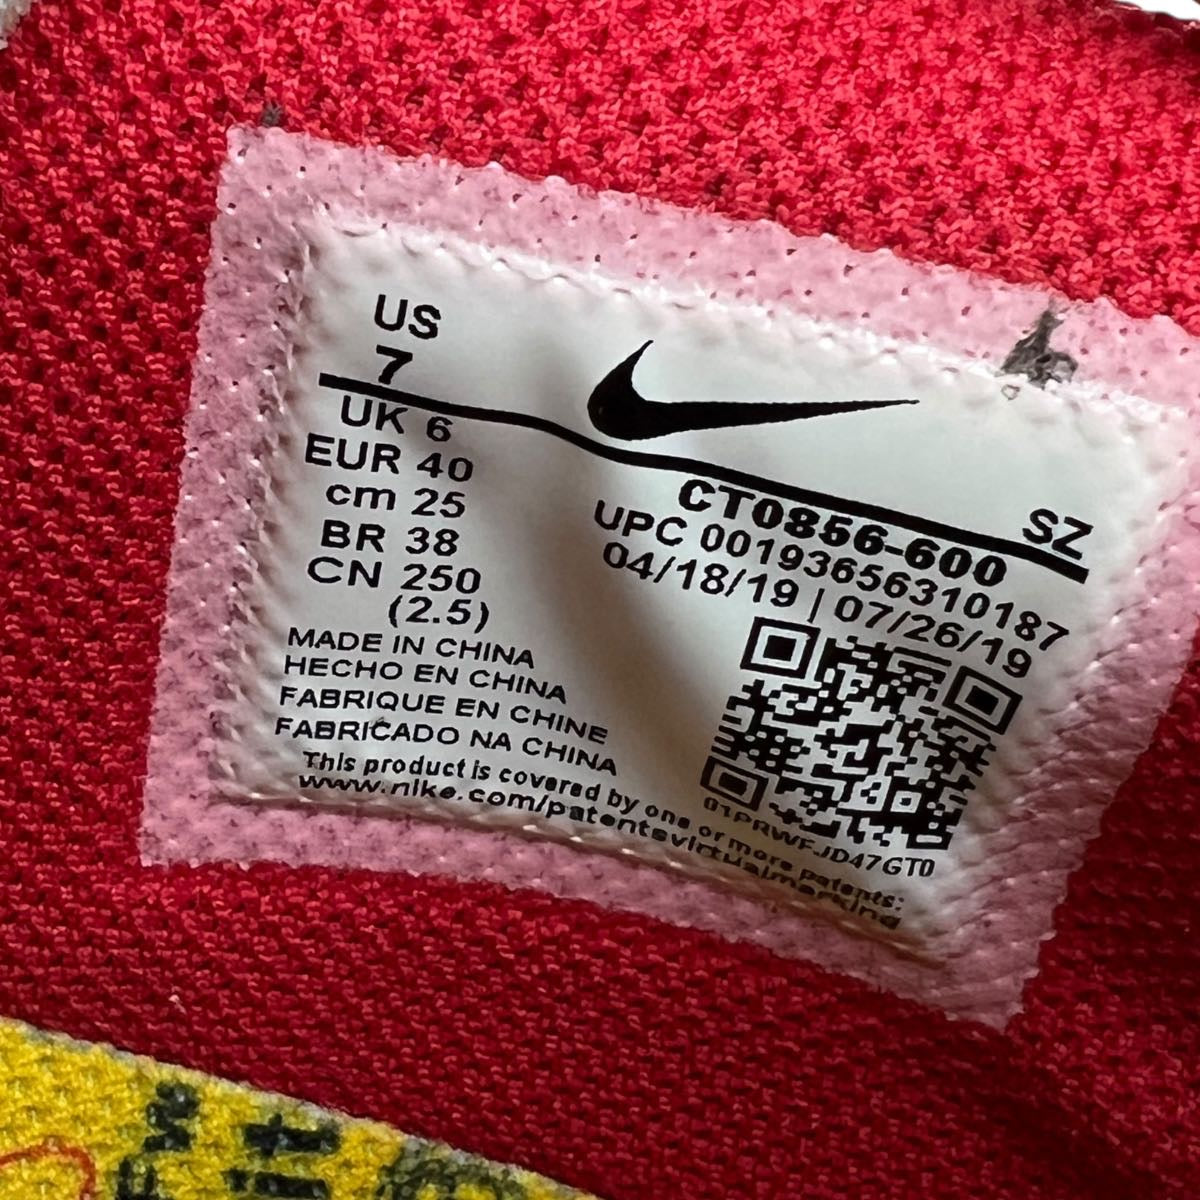 US
7
UK 6
EUR 40
cm 25
BR 38
CN 250
(2.5)
SZ
CT0856-600
UPC 00193656310187
04/18/19 | 07/26/19
MADE IN CHINA
HECHO EN CHINA
FABRIQUE EN CHINE
FABRICADO NA CHINA
01PRWFJD47GT0
This product is covered by one or more patents:
www.nike.com/patentsvirtualmarking